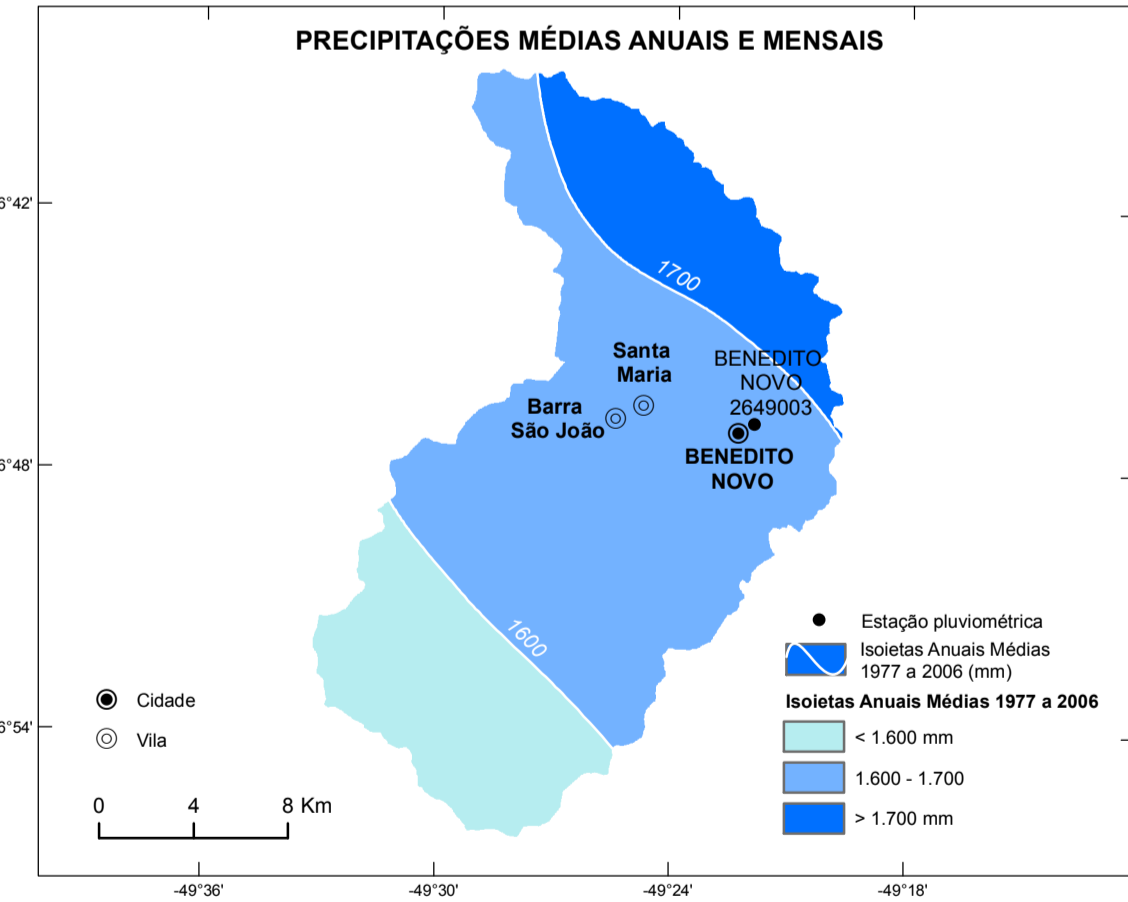 PRECIPITAÇÕES MÉDIAS ANUAIS E MENSAIS
6°42'
1700
Santa
Maria
BENEDITO
NOVO
2649003
Barra
São João
BENEDITO
NOVO
6°48'
1600
Estação pluviométrica
Isoietas Anuais Médias
1977 a 2006 (mm)
Isoietas Anuais Médias 1977 a 2006
< 1.600 mm
1.600 - 1.700
> 1.700 mm
6°54'
Cidade
Vila
0 4 8 Km
-49°36' -49°30' -49°24' -49°18'